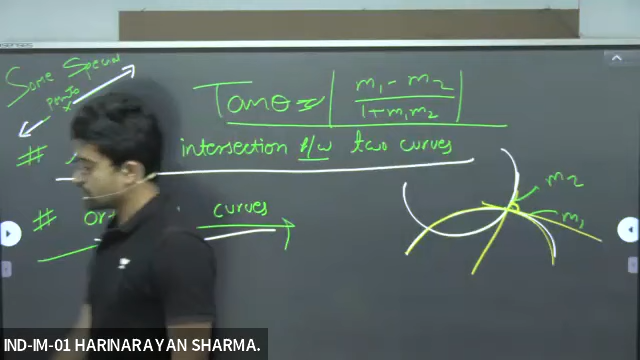 Some Special
Tanθ = | m₁ - m₂ / 1 + m₁m₂ |
# intersection b/w two curves
# curves
m₂
m₁
IND-IM-01 HARINARAYAN SHARMA.